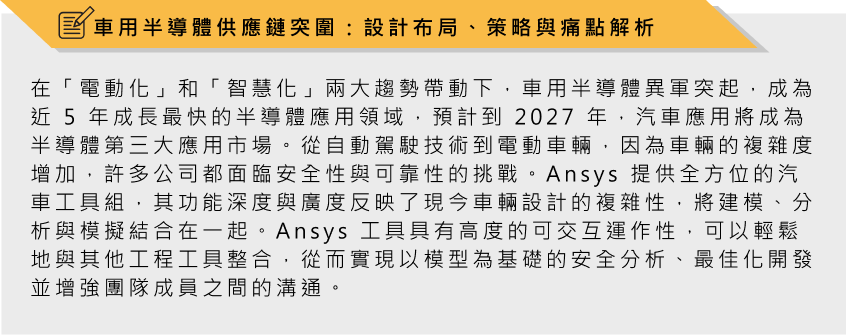 車用半導體供應鏈突圍：設計布局、策略與痛點解析
在「電動化」和「智慧化」兩大趨勢帶動下，車用半導體異軍突起，成為
近 5 年成長最快的半導體應用領域，預計到 2027 年，汽車應用將成為
半導體第三大應用市場。從自動駕駛技術到電動車輛，因為車輛的複雜度
增加，許多公司都面臨安全性與可靠性的挑戰。Ansys 提供全方位的汽
車工具組，其功能深度與廣度反映了現今車輛設計的複雜性，將建模、分
析與模擬結合在一起。Ansys 工具具有高度的可交互運作性，可以輕鬆
地與其他工程工具整合，從而實現以模型為基礎的安全分析、最佳化開發
並增強團隊成員之間的溝通。